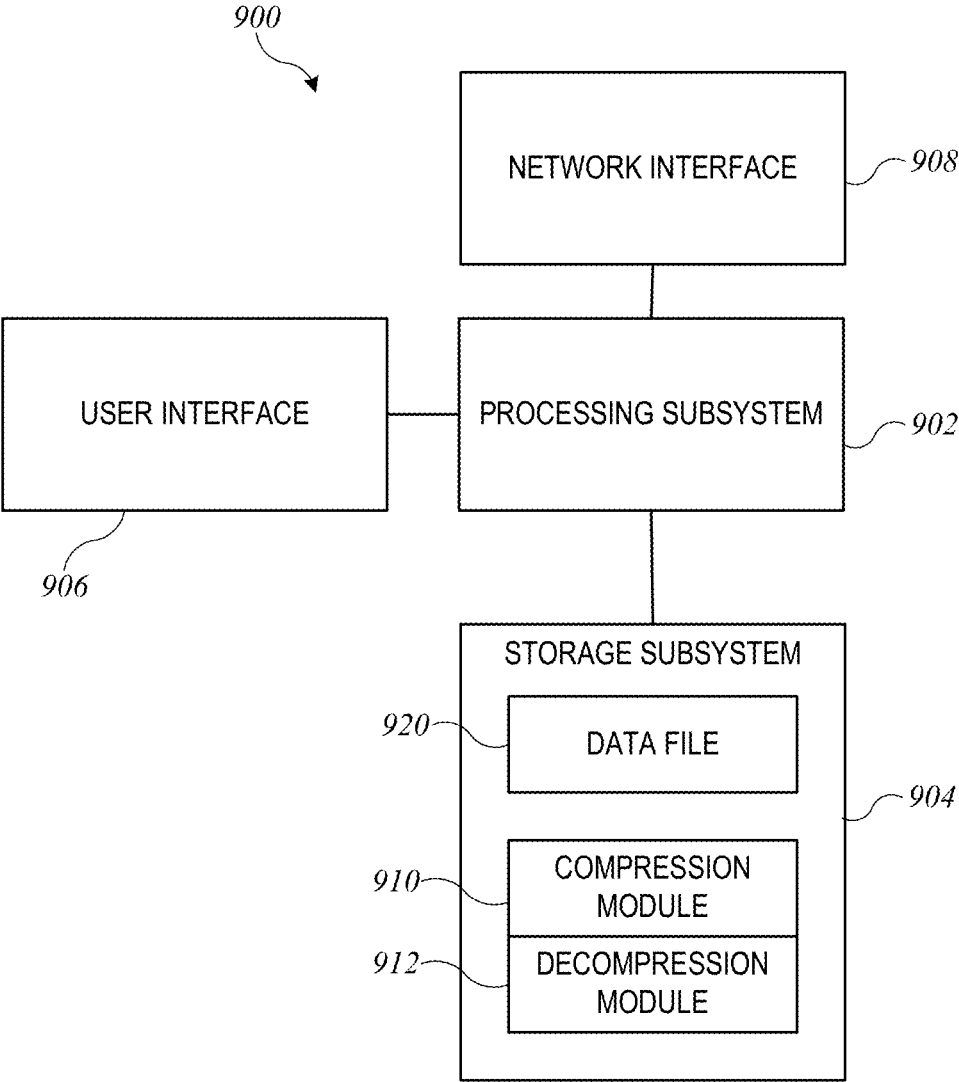 900
NETWORK INTERFACE
908
USER INTERFACE
PROCESSING SUBSYSTEM
902
906
STORAGE SUBSYSTEM
920
DATA FILE
904
910
COMPRESSION
MODULE
912
DECOMPRESSION
MODULE